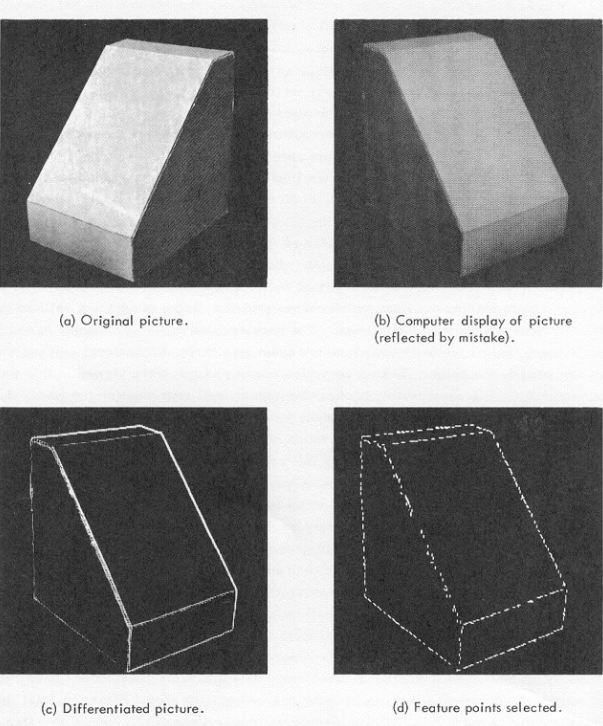 (a) Original picture.
(b) Computer display of picture
(reflected by mistake).
(c) Differentiated picture.
(d) Feature points selected.